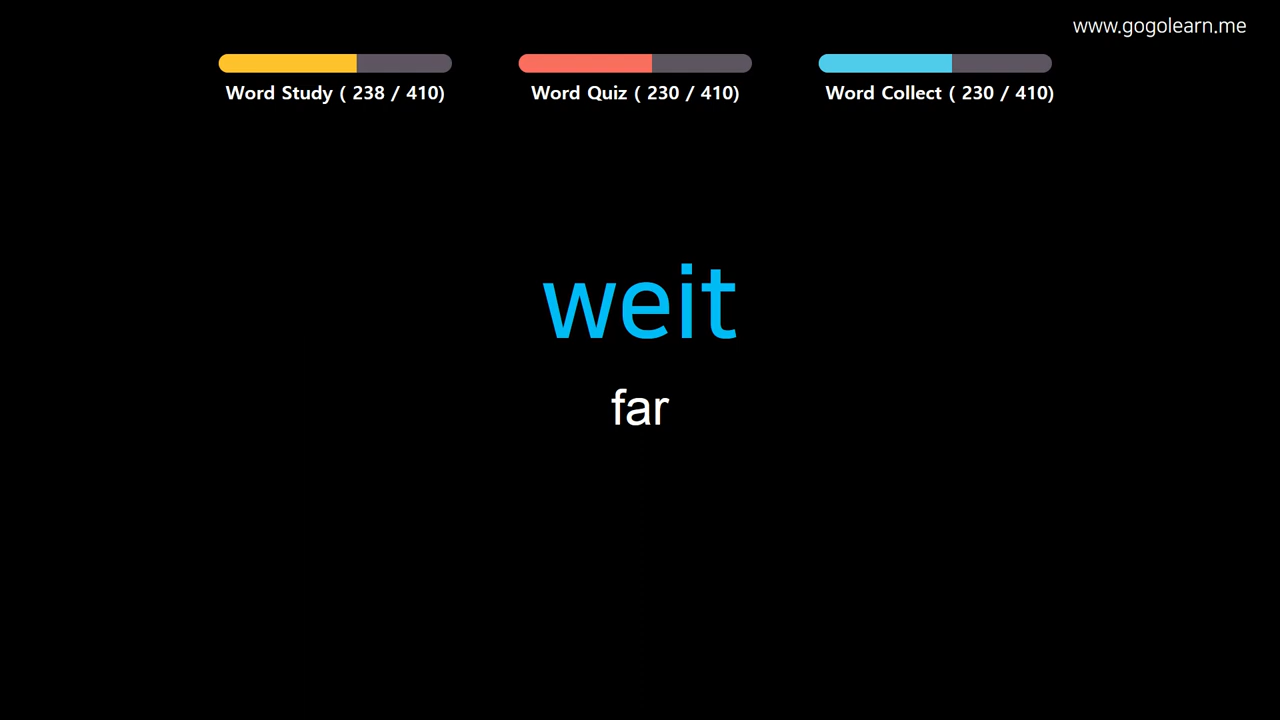 www.gogolearn.me
Word Study ( 238 / 410)
Word Quiz ( 230 / 410)
Word Collect ( 230 / 410)
weit
far